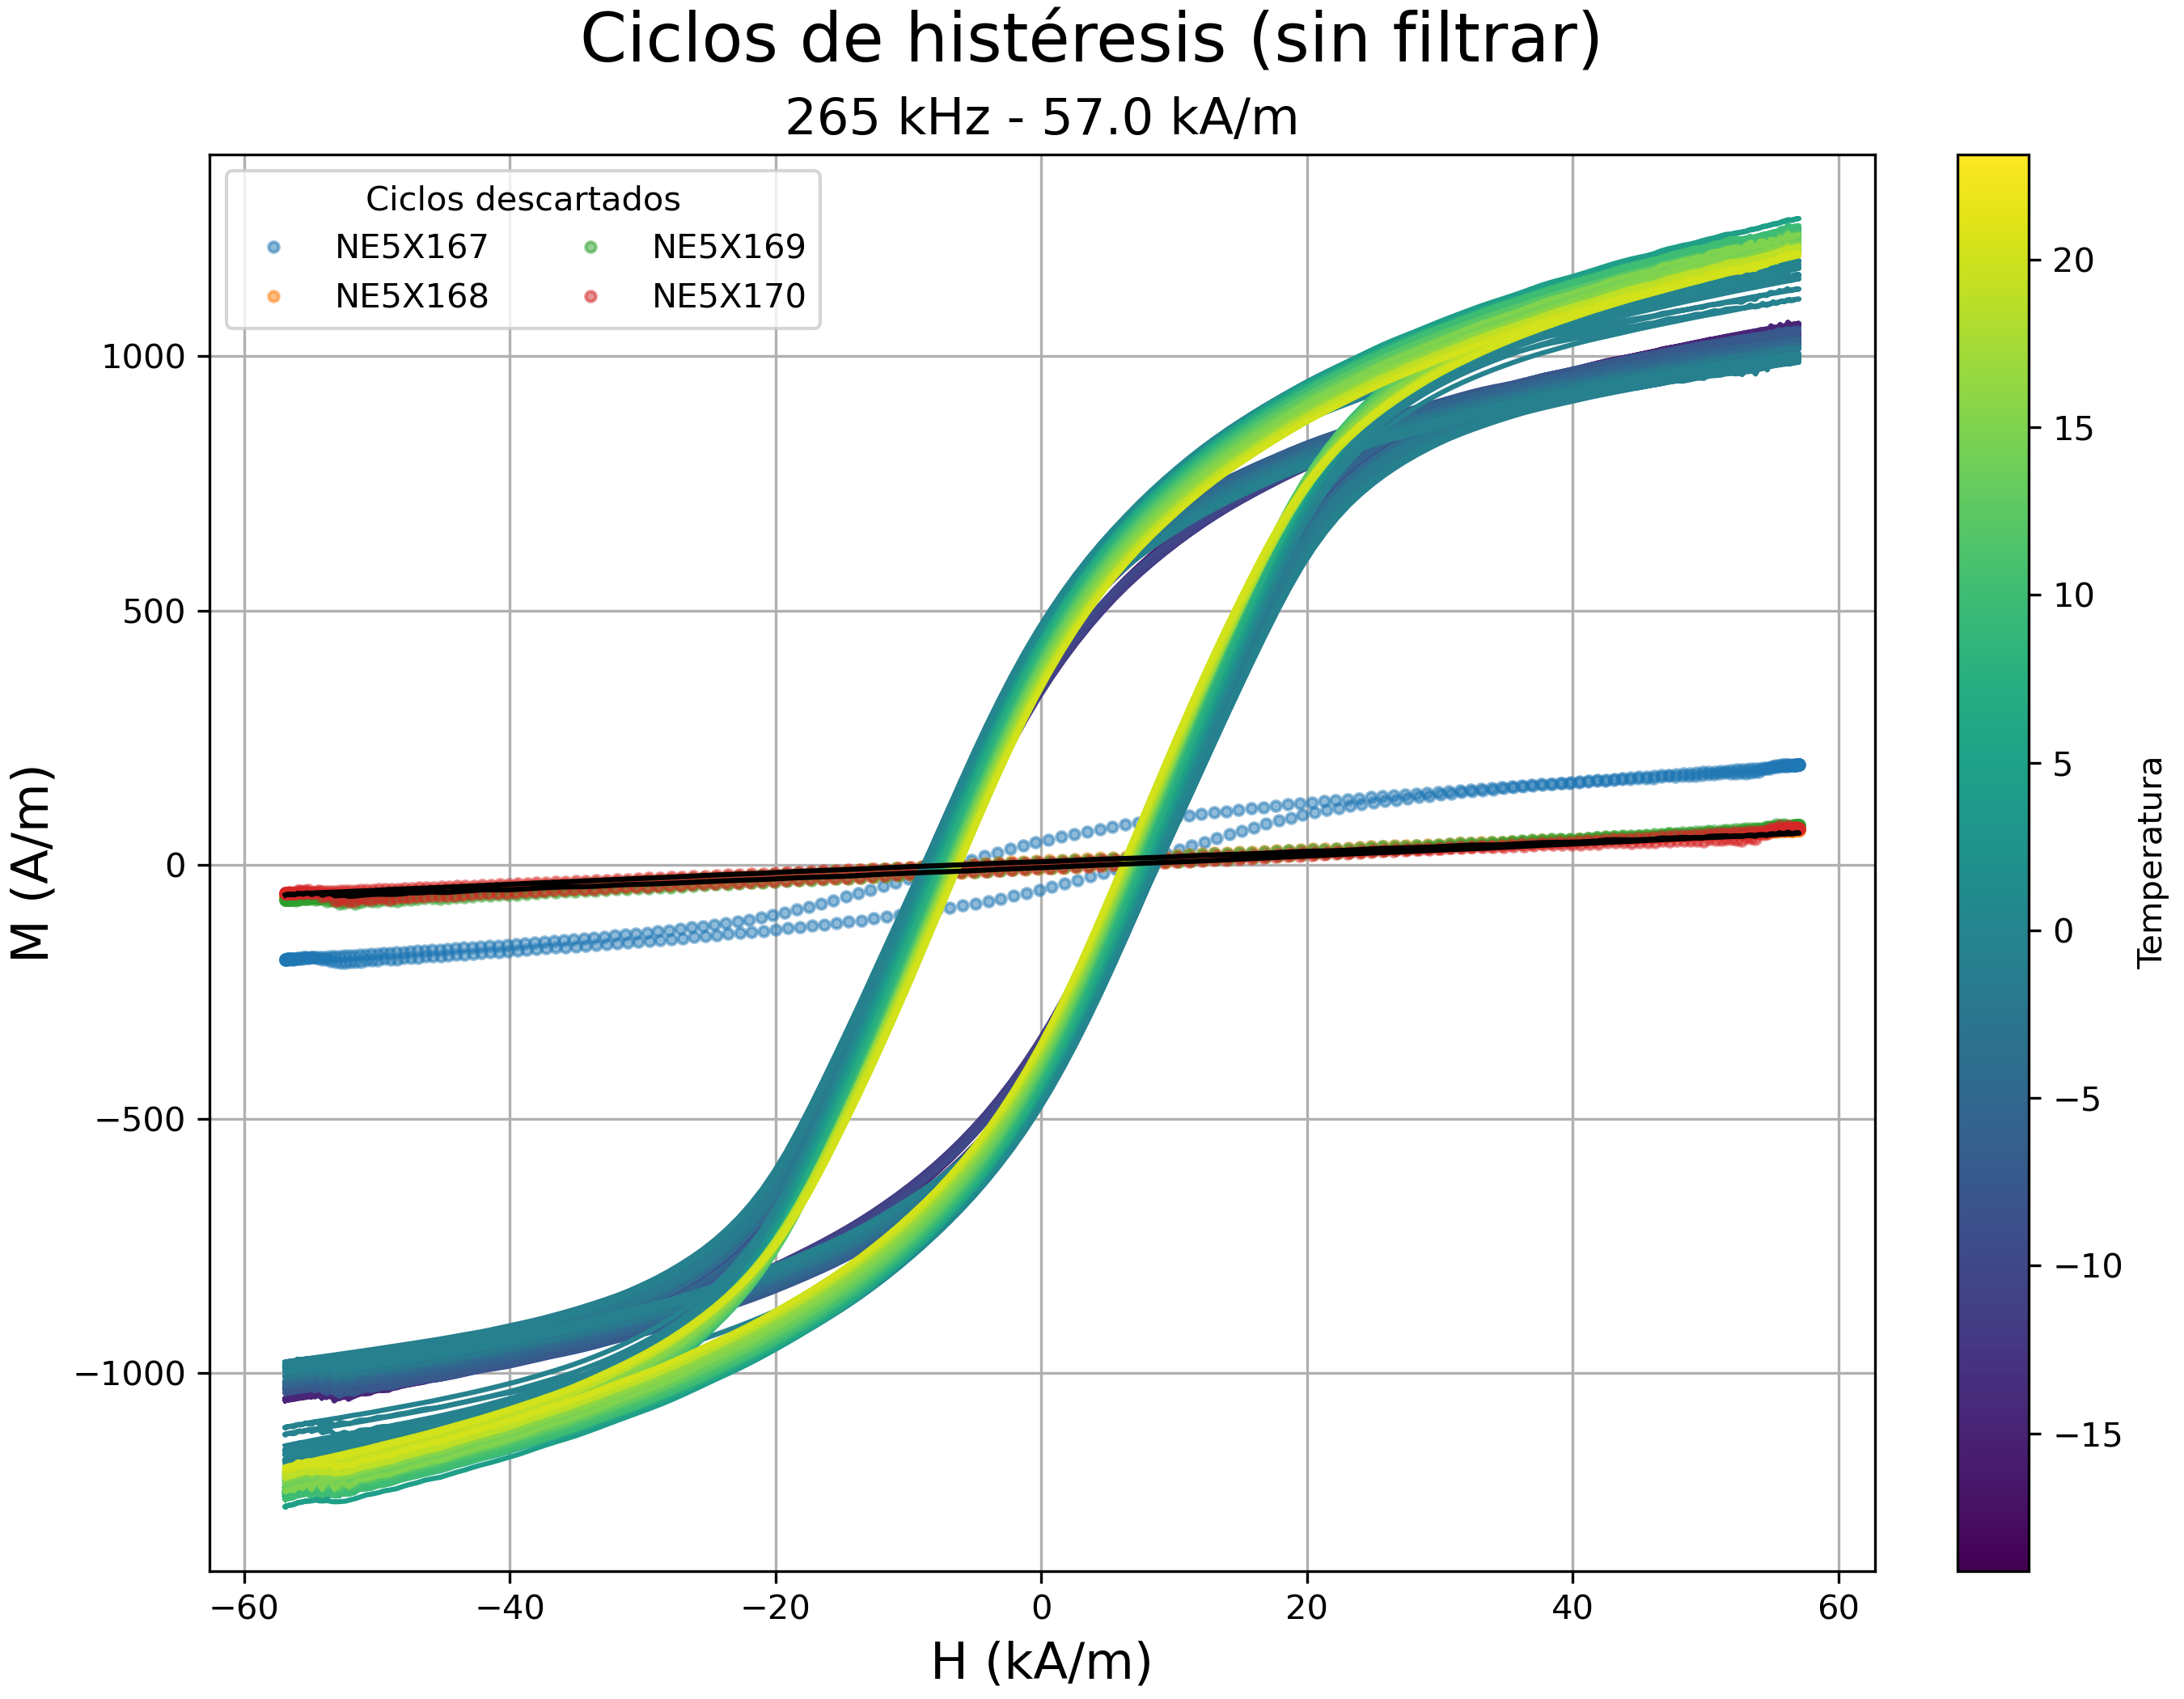 Ciclos de histéresis (sin filtrar)
265 kHz - 57.0 kA/m
Ciclos descartados
NE5X167 NE5X169
NE5X168 NE5X170
1000
500
0
−500
−1000
M (A/m)
−60 −40 −20 0 20 40 60
H (kA/m)
20
15
10
5
0
−5
−10
−15
Temperatura